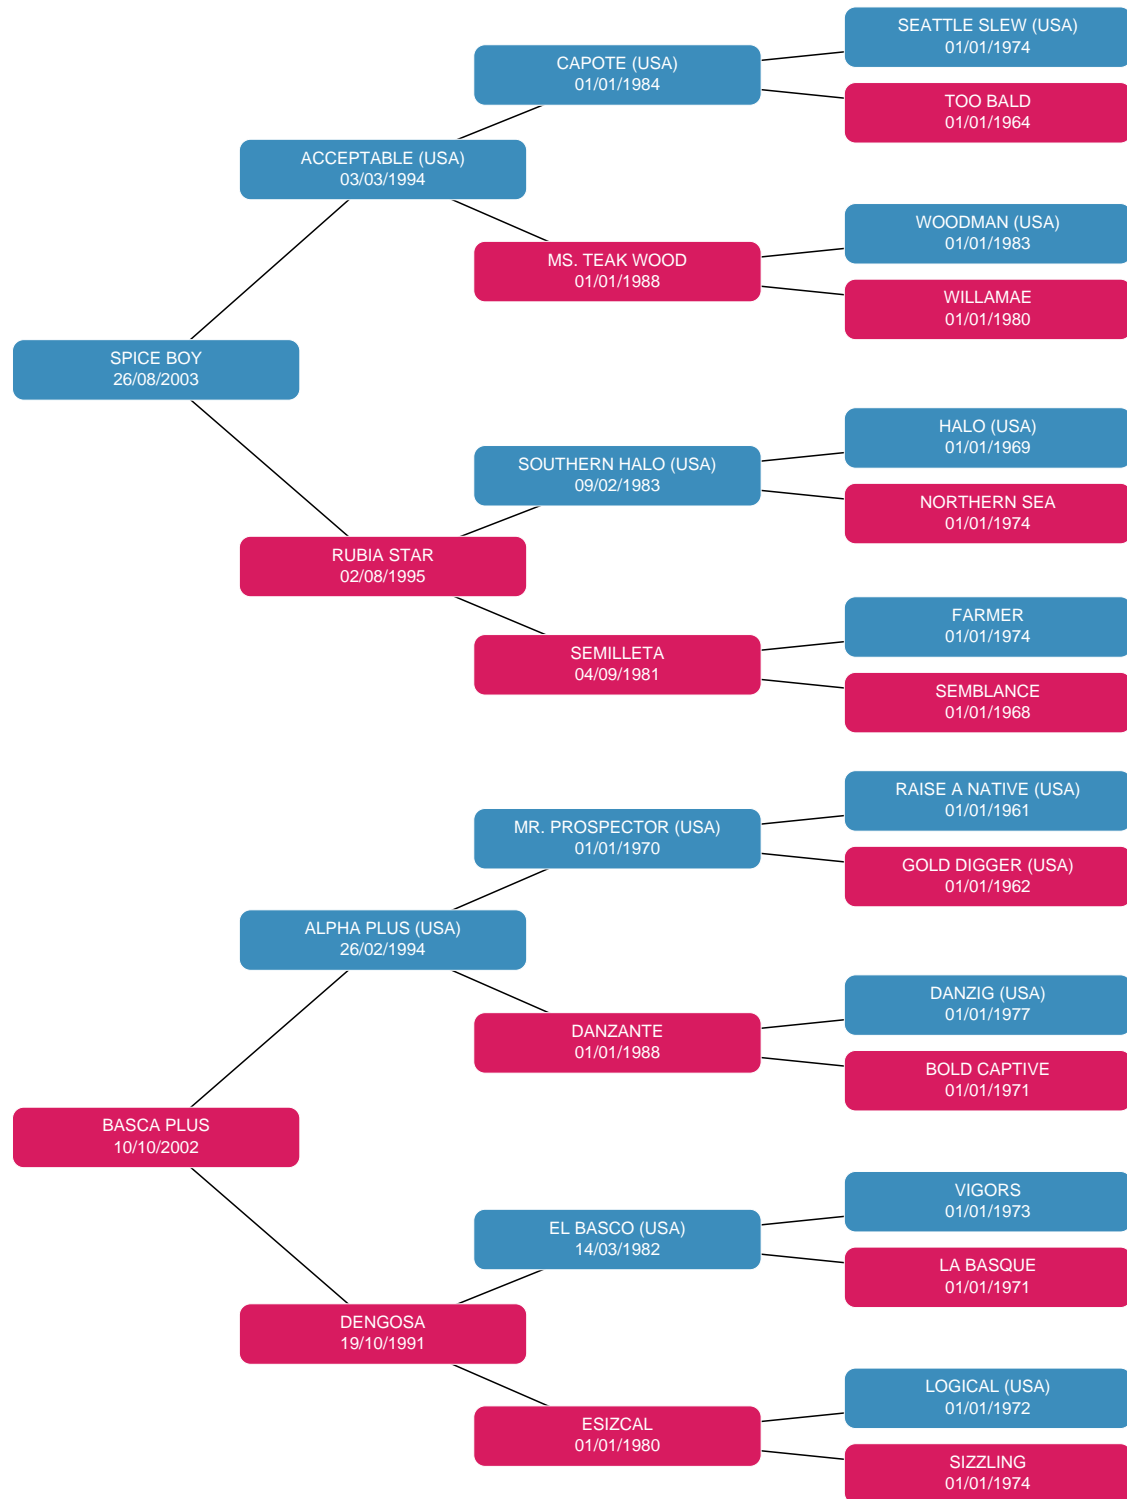 SEATTLE SLEW (USA)
01/01/1974
CAPOTE (USA)
01/01/1984
TOO BALD
01/01/1964
ACCEPTABLE (USA)
03/03/1994
WOODMAN (USA)
01/01/1983
MS. TEAK WOOD
01/01/1988
WILLAMAE
01/01/1980
SPICE BOY
26/08/2003
HALO (USA)
01/01/1969
SOUTHERN HALO (USA)
09/02/1983
NORTHERN SEA
01/01/1974
RUBIA STAR
02/08/1995
FARMER
01/01/1974
SEMILLETA
04/09/1981
SEMBLANCE
01/01/1968
RAISE A NATIVE (USA)
01/01/1961
MR. PROSPECTOR (USA)
01/01/1970
GOLD DIGGER (USA)
01/01/1962
ALPHA PLUS (USA)
26/02/1994
DANZIG (USA)
01/01/1977
DANZANTE
01/01/1988
BOLD CAPTIVE
01/01/1971
BASCA PLUS
10/10/2002
VIGORS
01/01/1973
EL BASCO (USA)
14/03/1982
LA BASQUE
01/01/1971
DENGOSA
19/10/1991
LOGICAL (USA)
01/01/1972
ESIZCAL
01/01/1980
SIZZLING
01/01/1974